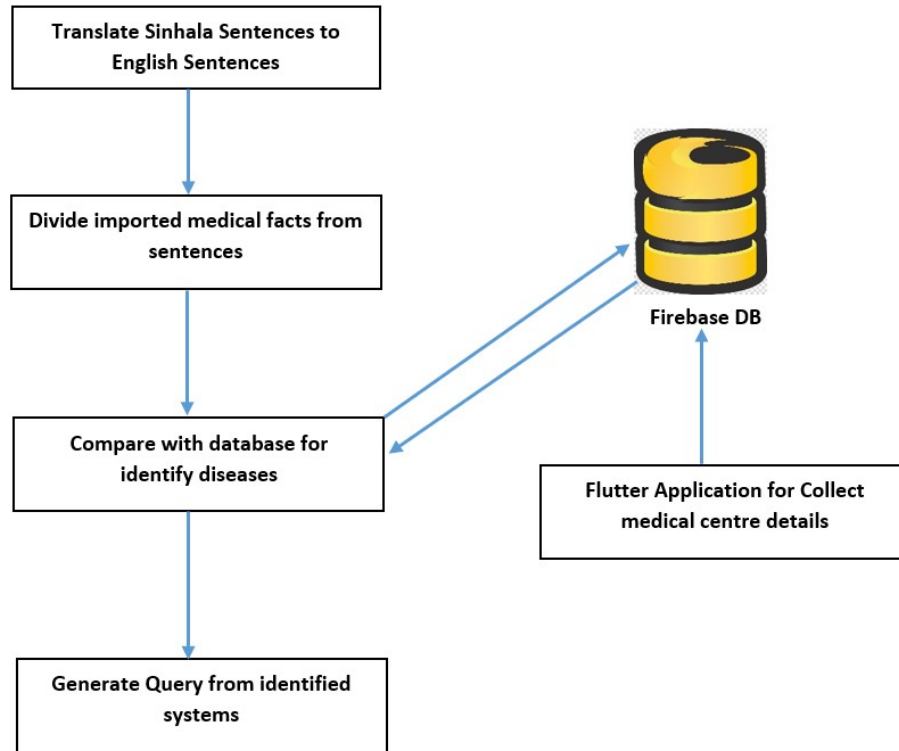 Translate Sinhala Sentences to
English Sentences
Divide imported medical facts from
sentences
Firebase DB
Compare with database for
identify diseases
Flutter Application for Collect
medical centre details
Generate Query from identified
systems